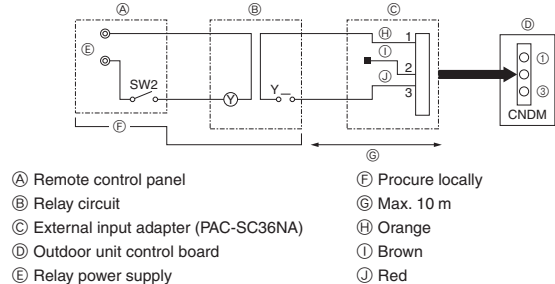 Ⓐ Ⓑ Ⓒ Ⓓ
Ⓔ SW2 Ⓨ Y Ⓗ 1 Ⓘ 2 Ⓙ 3 ① ③
CNDM
Ⓕ Ⓖ
Ⓐ Remote control panel
Ⓑ Relay circuit
Ⓒ External input adapter (PAC-SC36NA)
Ⓓ Outdoor unit control board
Ⓔ Relay power supply
Ⓕ Procure locally
Ⓖ Max. 10 m
Ⓗ Orange
Ⓘ Brown
Ⓙ Red